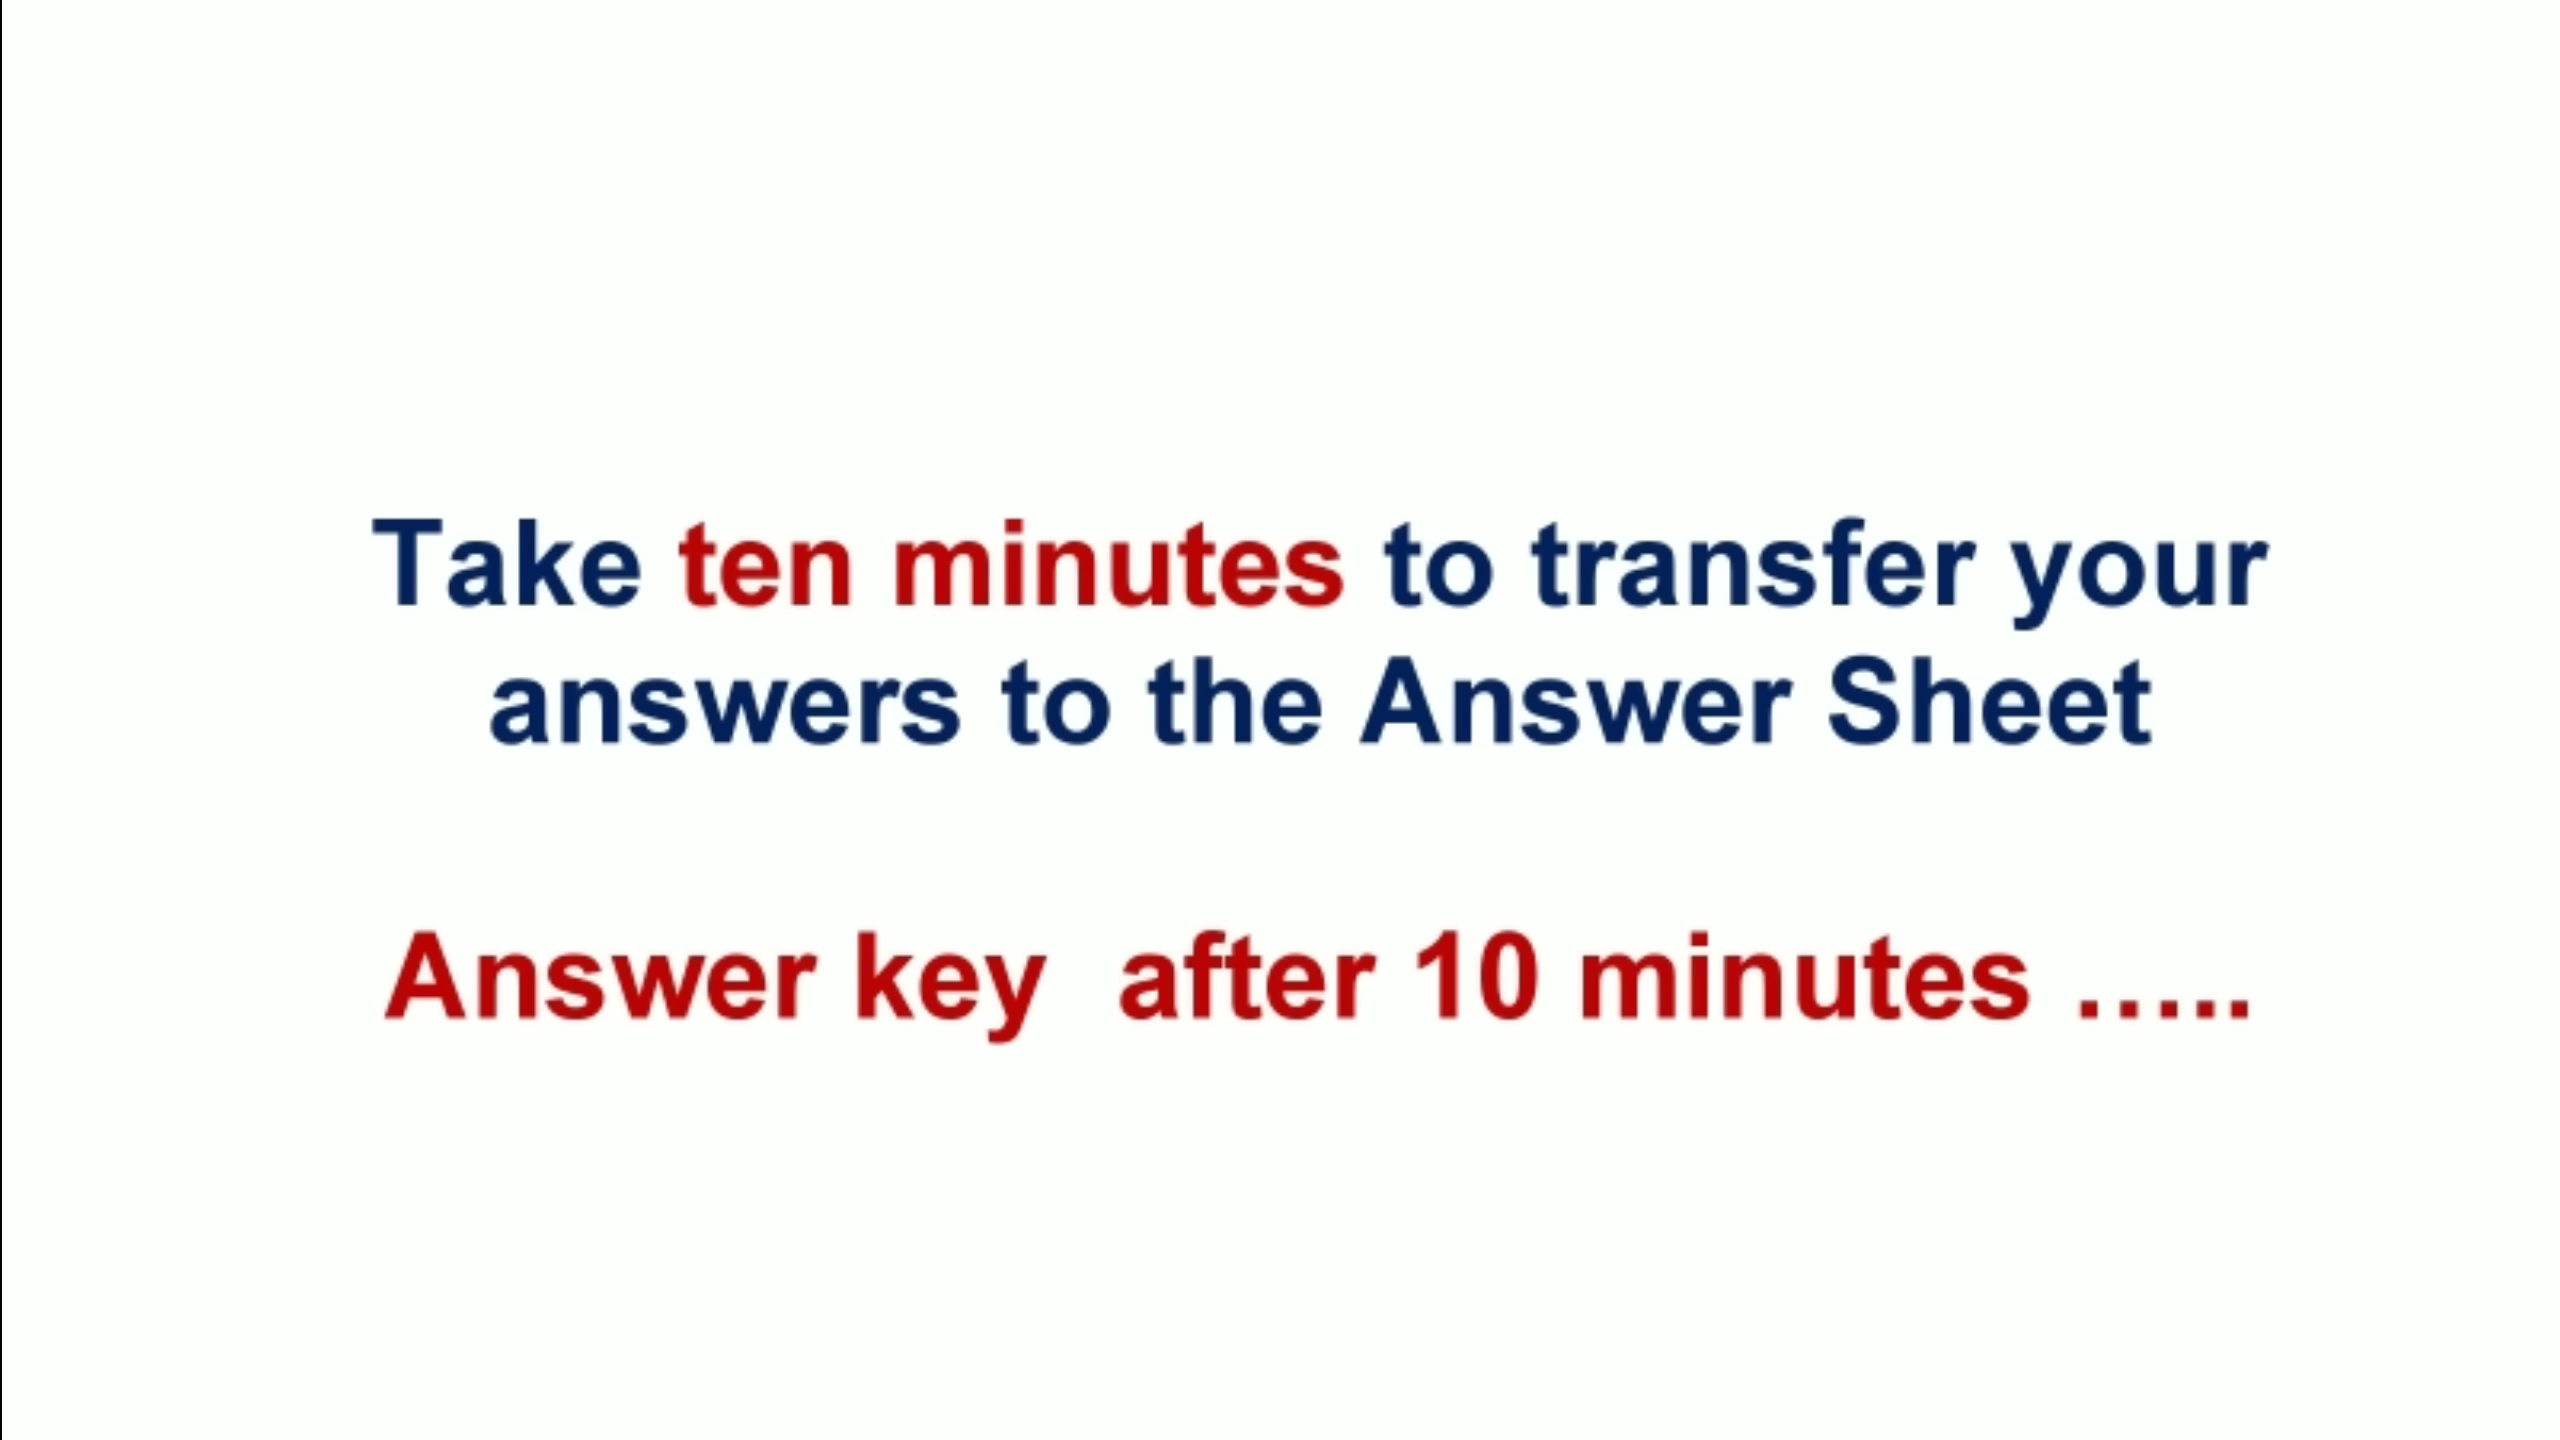 Take ten minutes to transfer your
answers to the Answer Sheet
Answer key  after 10 minutes .....